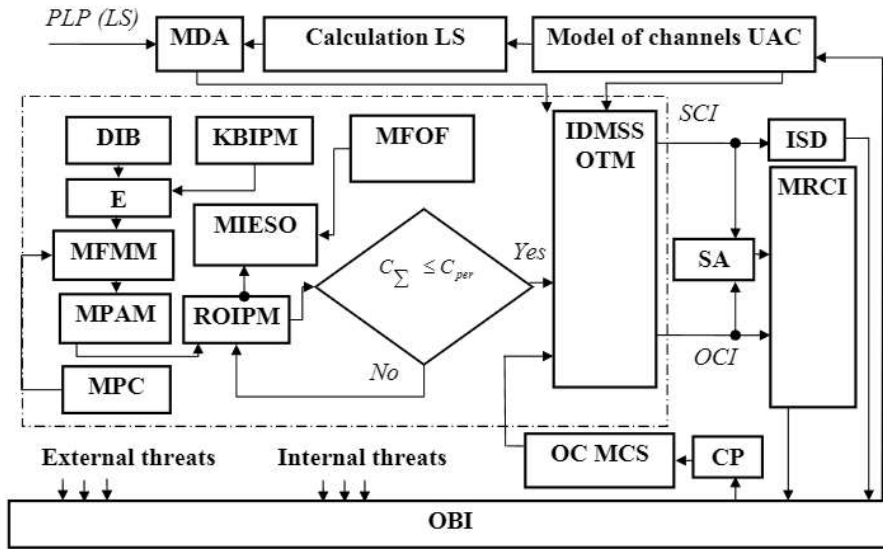 PLP (LS)
MDA
Calculation LS
Model of channels UAC
DIB
KBIPM
MFOF
IDMSS
OTM
SCI
ISD
MRCI
E
MIESO
MFMM
C∑ ≤ Cper
Yes
SA
MPAM
ROIPM
No
OCI
MPC
External threats
Internal threats
OC MCS
CP
OBI